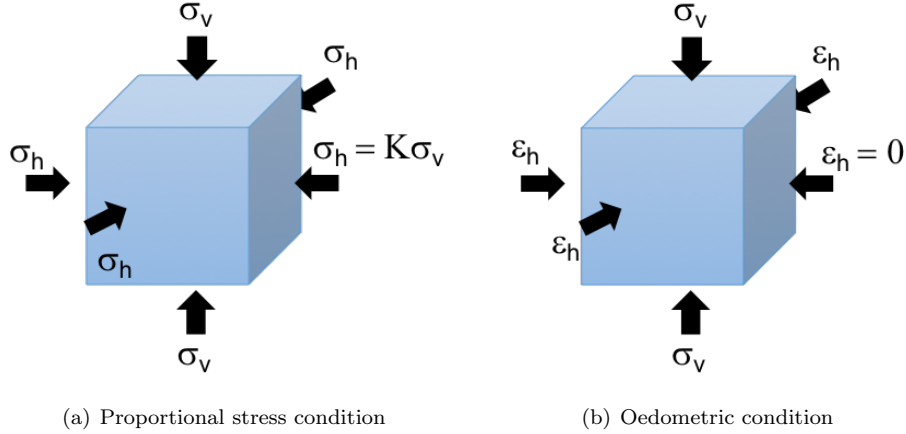 σv
σh
σh
σh = Kσv
σh
σv
(a) Proportional stress condition
σv
εh
εh
εh = 0
εh
σv
(b) Oedometric condition